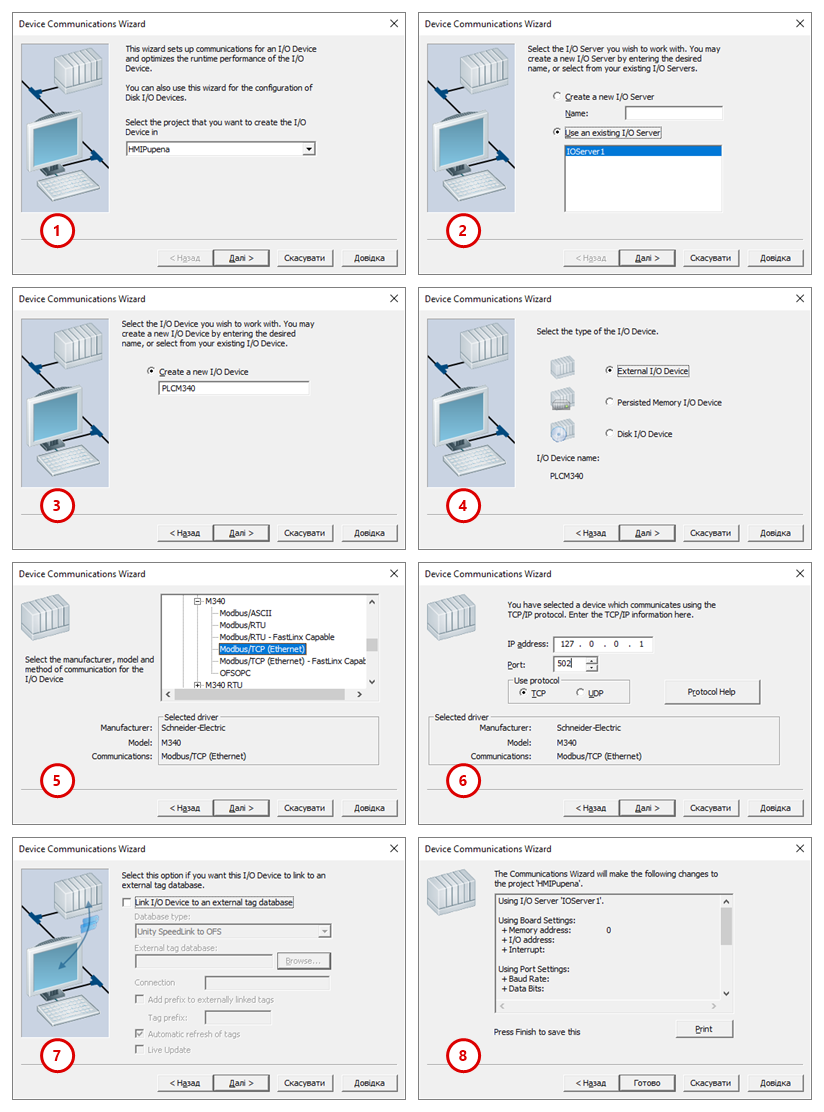 Device Communications Wizard
This wizard sets up communications for an I/O Device
and optimizes the runtime performance of the I/O
Device.
You can also use this wizard for the configuration of
Disk I/O Devices.
Select the project that you want to create the I/O
Device in
HMIPupena
1
< Назад
Далі >
Скасувати
Довідка
Device Communications Wizard
Select the I/O Server you wish to work with. You may
create a new I/O Server by entering the desired
name, or select from your existing I/O Servers.
Create a new I/O Server
Name:
Use an existing I/O Server
IOServer1
2
< Назад
Далі >
Скасувати
Довідка
Device Communications Wizard
Select the I/O Device you wish to work with. You may
create a new I/O Device by entering the desired
name, or select from your existing I/O Device.
Create a new I/O Device
PLCM340
3
< Назад
Далі >
Скасувати
Довідка
Device Communications Wizard
Select the type of the I/O Device.
External I/O Device
Persisted Memory I/O Device
Disk I/O Device
I/O Device name:
PLCM340
4
< Назад
Далі >
Скасувати
Довідка
Device Communications Wizard
M340
Modbus/ASCII
Modbus/RTU
Modbus/RTU - FastLinx Capable
Modbus/TCP (Ethernet)
Modbus/TCP (Ethernet) - FastLinx Capat
OFSOPC
M340 RTU
Select the manufacturer, model and
method of communication for the
I/O Device
Selected driver
Manufacturer: Schneider-Electric
Model: M340
Communications: Modbus/TCP (Ethernet)
5
< Назад
Далі >
Скасувати
Довідка
Device Communications Wizard
You have selected a device which communicates using the
TCP/IP protocol. Enter the TCP/IP information here.
IP address: 127 . 0 . 0 . 1
Port: 502
Use protocol
TCP
UDP
Protocol Help
Selected driver
Manufacturer: Schneider-Electric
Model: M340
Communications: Modbus/TCP (Ethernet)
6
< Назад
Далі >
Скасувати
Довідка
Device Communications Wizard
Select this option if you want this I/O Device to link to an
external tag database.
Link I/O Device to an external tag database
Database type:
Unity SpeedLink to OFS
External tag database:
Browse...
Connection
Add prefix to externally linked tags
Tag prefix:
Automatic refresh of tags
Live Update
7
< Назад
Далі >
Скасувати
Довідка
Device Communications Wizard
The Communications Wizard will make the following changes to
the project 'HMIPupena'.
Using I/O Server 'IOServer1'.
Using Board Settings:
+ Memory address: 0
+ I/O address:
+ Interrupt:
Using Port Settings:
+ Baud Rate:
+ Data Bits:
Press Finish to save this
Print
8
< Назад
Готово
Скасувати
Довідка